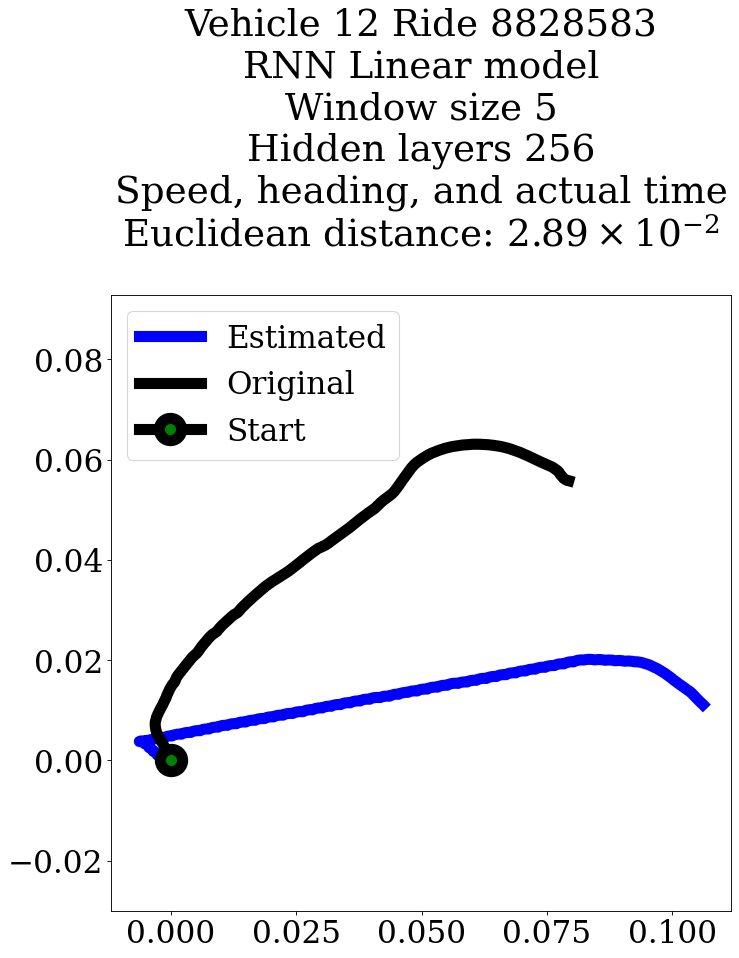 Vehicle 12 Ride 8828583
RNN Linear model
Window size 5
Hidden layers 256
Speed, heading, and actual time
Euclidean distance: 2.89 × 10⁻²
Estimated
Original
Start
0.08
0.06
0.04
0.02
0.00
−0.02
0.000 0.025 0.050 0.075 0.100